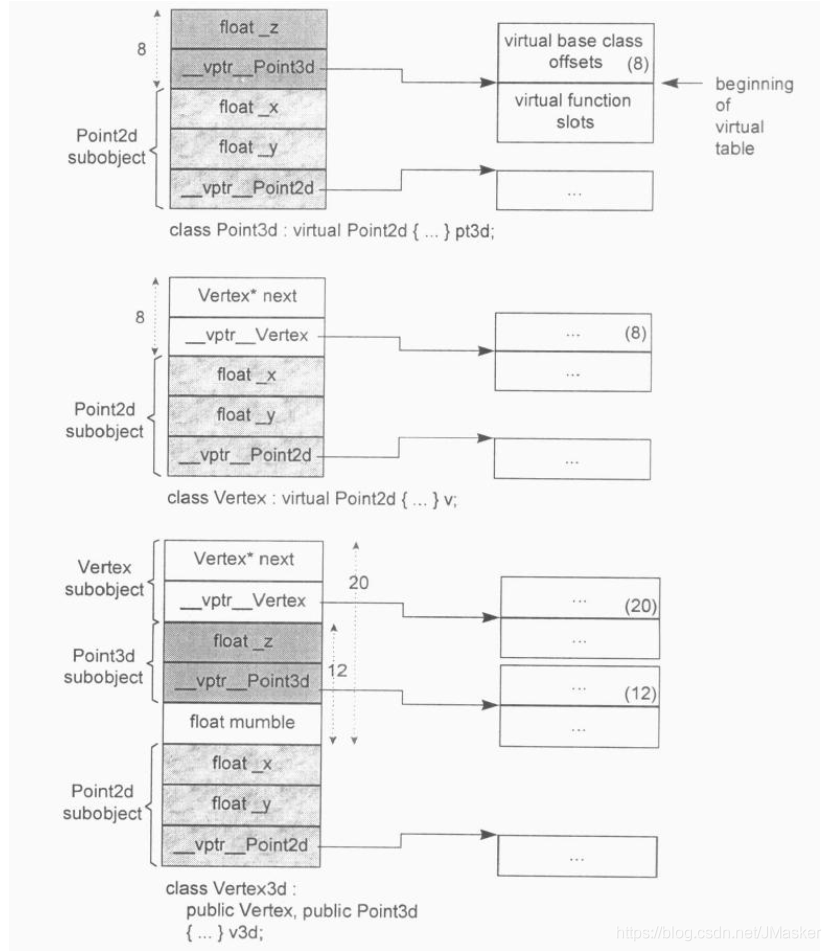 8
float _z
__vptr__Point3d
Point2d
subobject
float _x
float _y
__vptr__Point2d
virtual base class
offsets (8)
virtual function
slots
beginning
of
virtual
table
...
class Point3d : virtual Point2d { ... } pt3d;
8
Vertex* next
__vptr__Vertex
Point2d
subobject
float _x
float _y
__vptr__Point2d
... (8)
...
...
class Vertex : virtual Point2d { ... } v;
Vertex
subobject
Vertex* next
__vptr__Vertex
20
Point3d
subobject
float _z
__vptr__Point3d
12
float mumble
Point2d
subobject
float _x
float _y
__vptr__Point2d
... (20)
...
... (12)
...
...
class Vertex3d :
public Vertex, public Point3d
{ ... } v3d;
https://blog.csdn.net/JMasker